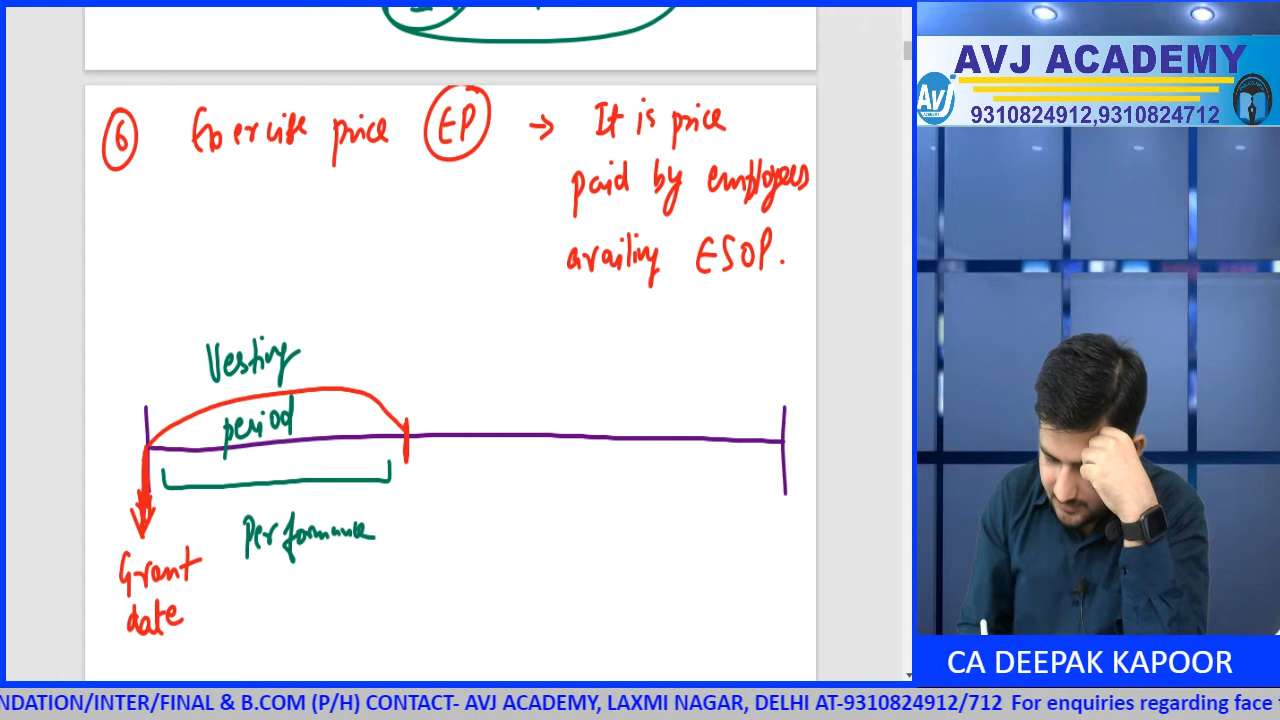 6 Exercise price EP → It is price
paid by employees
availing ESOP.
Vesting
period
Performance
Grant
date
AVJ ACADEMY
AVJ
9310824912,9310824712
CA DEEPAK KAPOOR
NDATION/INTER/FINAL & B.COM (P/H) CONTACT- AVJ ACADEMY, LAXMI NAGAR, DELHI AT-9310824912/712 For enquiries regarding face